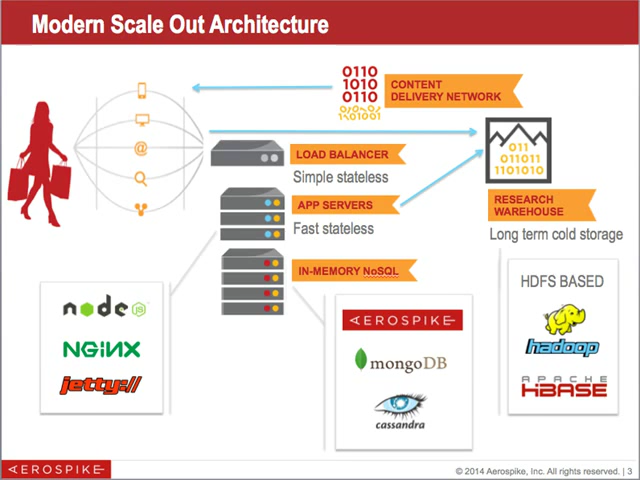 Modern Scale Out Architecture
0110
1010
0110
CONTENT
DELIVERY NETWORK
@
LOAD BALANCER
Simple stateless
011
011011
1101010
APP SERVERS
Fast stateless
RESEARCH
WAREHOUSE
Long term cold storage
IN-MEMORY NoSQL
node
JS
NGINX
jetty://
AEROSPIKE
mongoDB
cassandra
HDFS BASED
hadoop
APACHE
HBASE
AEROSPIKE
© 2014 Aerospike, Inc. All rights reserved. | 3